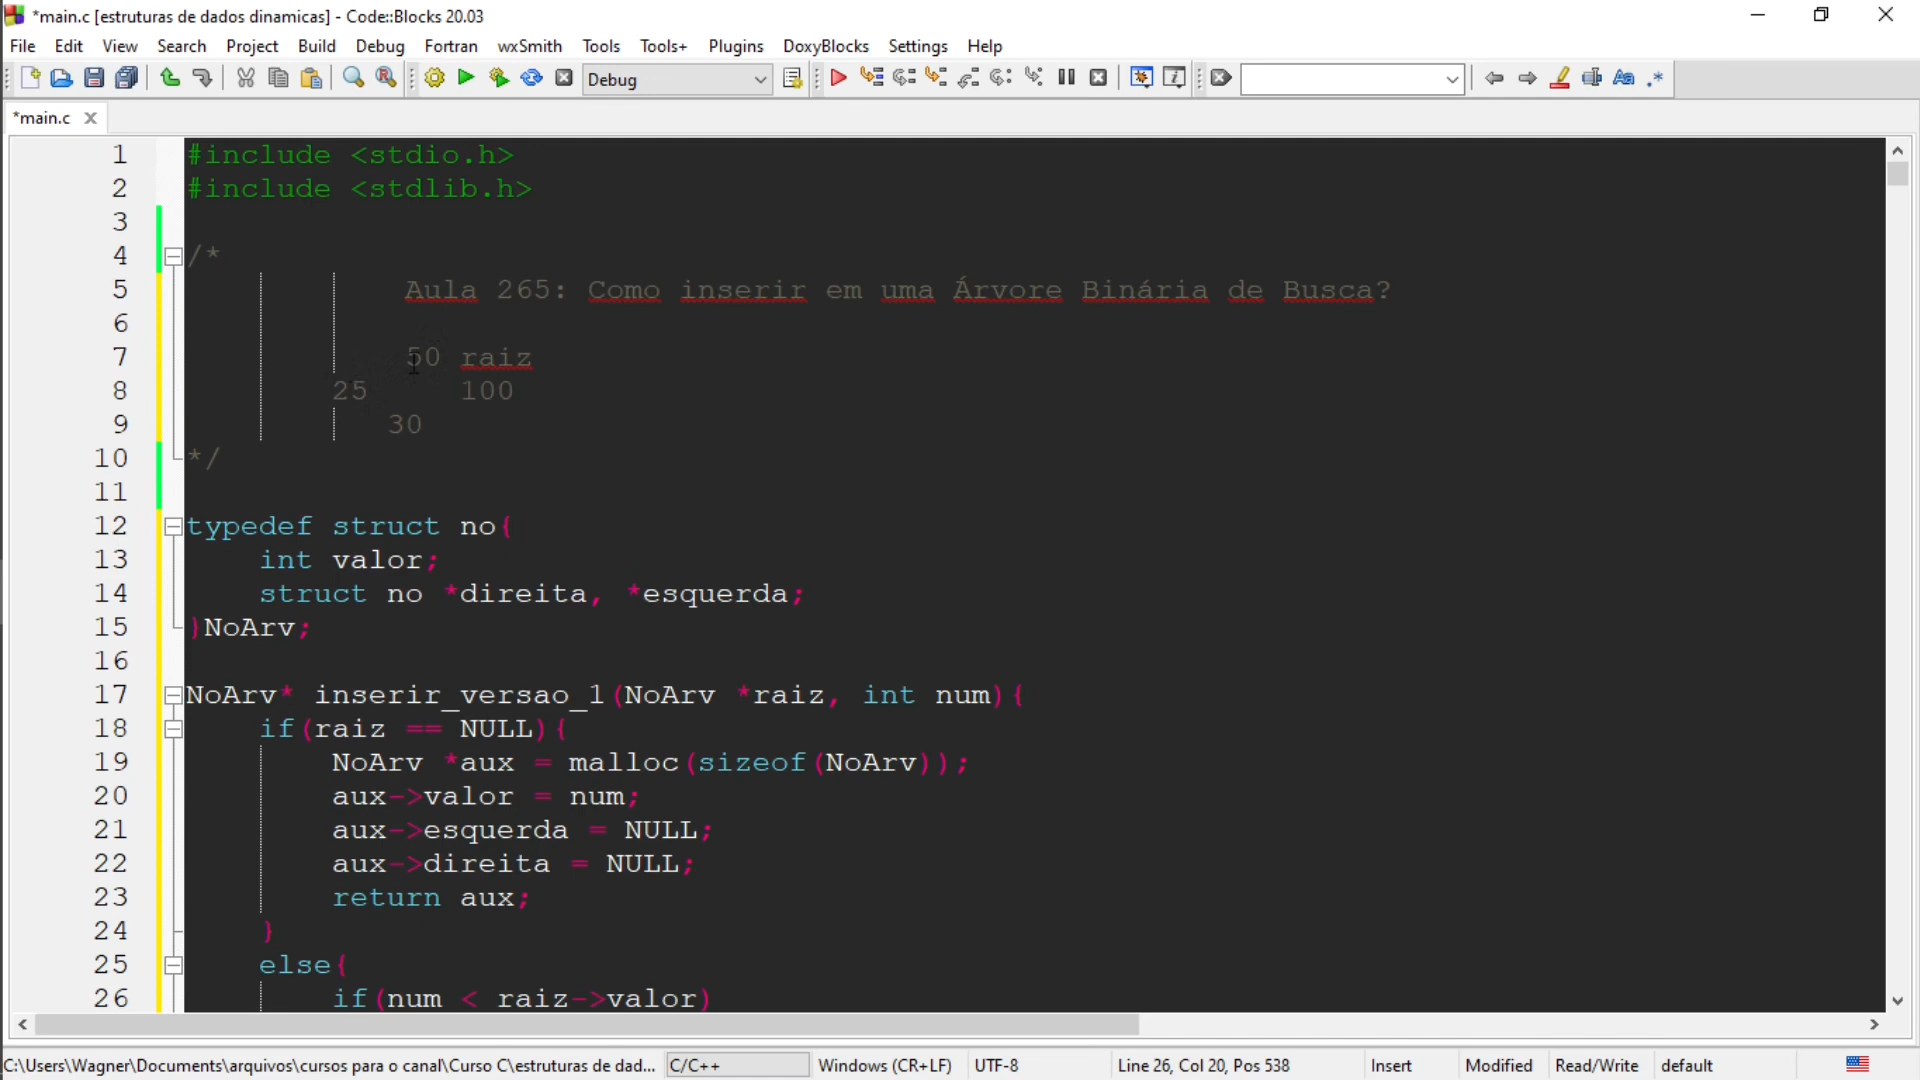 *main.c [estruturas de dados dinamicas] - Code::Blocks 20.03
File Edit View Search Project Build Debug Fortran wxSmith Tools Tools+ Plugins DoxyBlocks Settings Help
Debug
*main.c
1 #include <stdio.h>
2 #include <stdlib.h>
3
4 /*
5 Aula 265: Como inserir em uma Árvore Binária de Busca?
6
7 50 raiz
8 25 100
9 30
10 */
11
12 typedef struct no{
13 int valor;
14 struct no *direita, *esquerda;
15 }NoArv;
16
17 NoArv* inserir_versao_1(NoArv *raiz, int num){
18 if(raiz == NULL){
19 NoArv *aux = malloc(sizeof(NoArv));
20 aux->valor = num;
21 aux->esquerda = NULL;
22 aux->direita = NULL;
23 return aux;
24 }
25 else{
26 if(num < raiz->valor)
C:\Users\Wagner\Documents\arquivos\cursos para o canal\Curso C\estruturas de dad... C/C++ Windows (CR+LF) UTF-8 Line 26, Col 20, Pos 538 Insert Modified Read/Write default